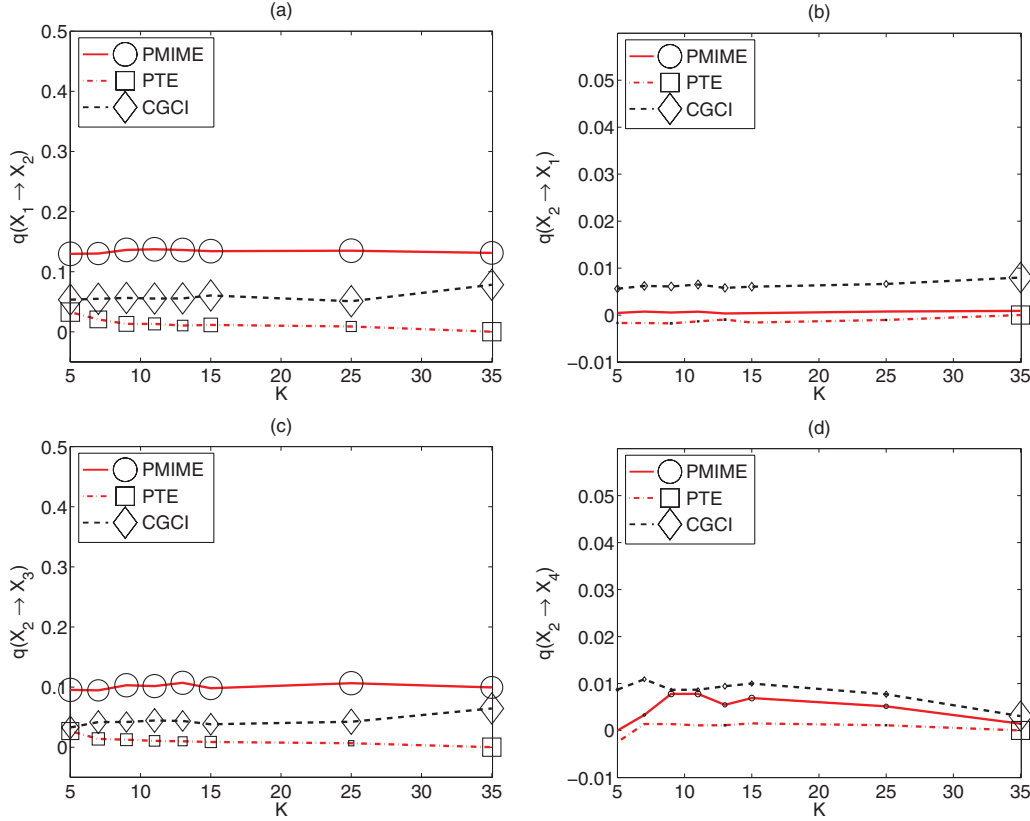 (a)
0.5
0.4
0.3
0.2
0.1
0
5
10
15
20
25
30
35
K
q(X1 → X2)
PMIME
PTE
CGCI
(b)
0.05
0.04
0.03
0.02
0.01
0
−0.01
5
10
15
20
25
30
35
K
q(X2 → X1)
PMIME
PTE
CGCI
(c)
0.5
0.4
0.3
0.2
0.1
0
5
10
15
20
25
30
35
K
q(X2 → X3)
PMIME
PTE
CGCI
(d)
0.05
0.04
0.03
0.02
0.01
0
−0.01
5
10
15
20
25
30
35
K
q(X2 → X4)
PMIME
PTE
CGCI